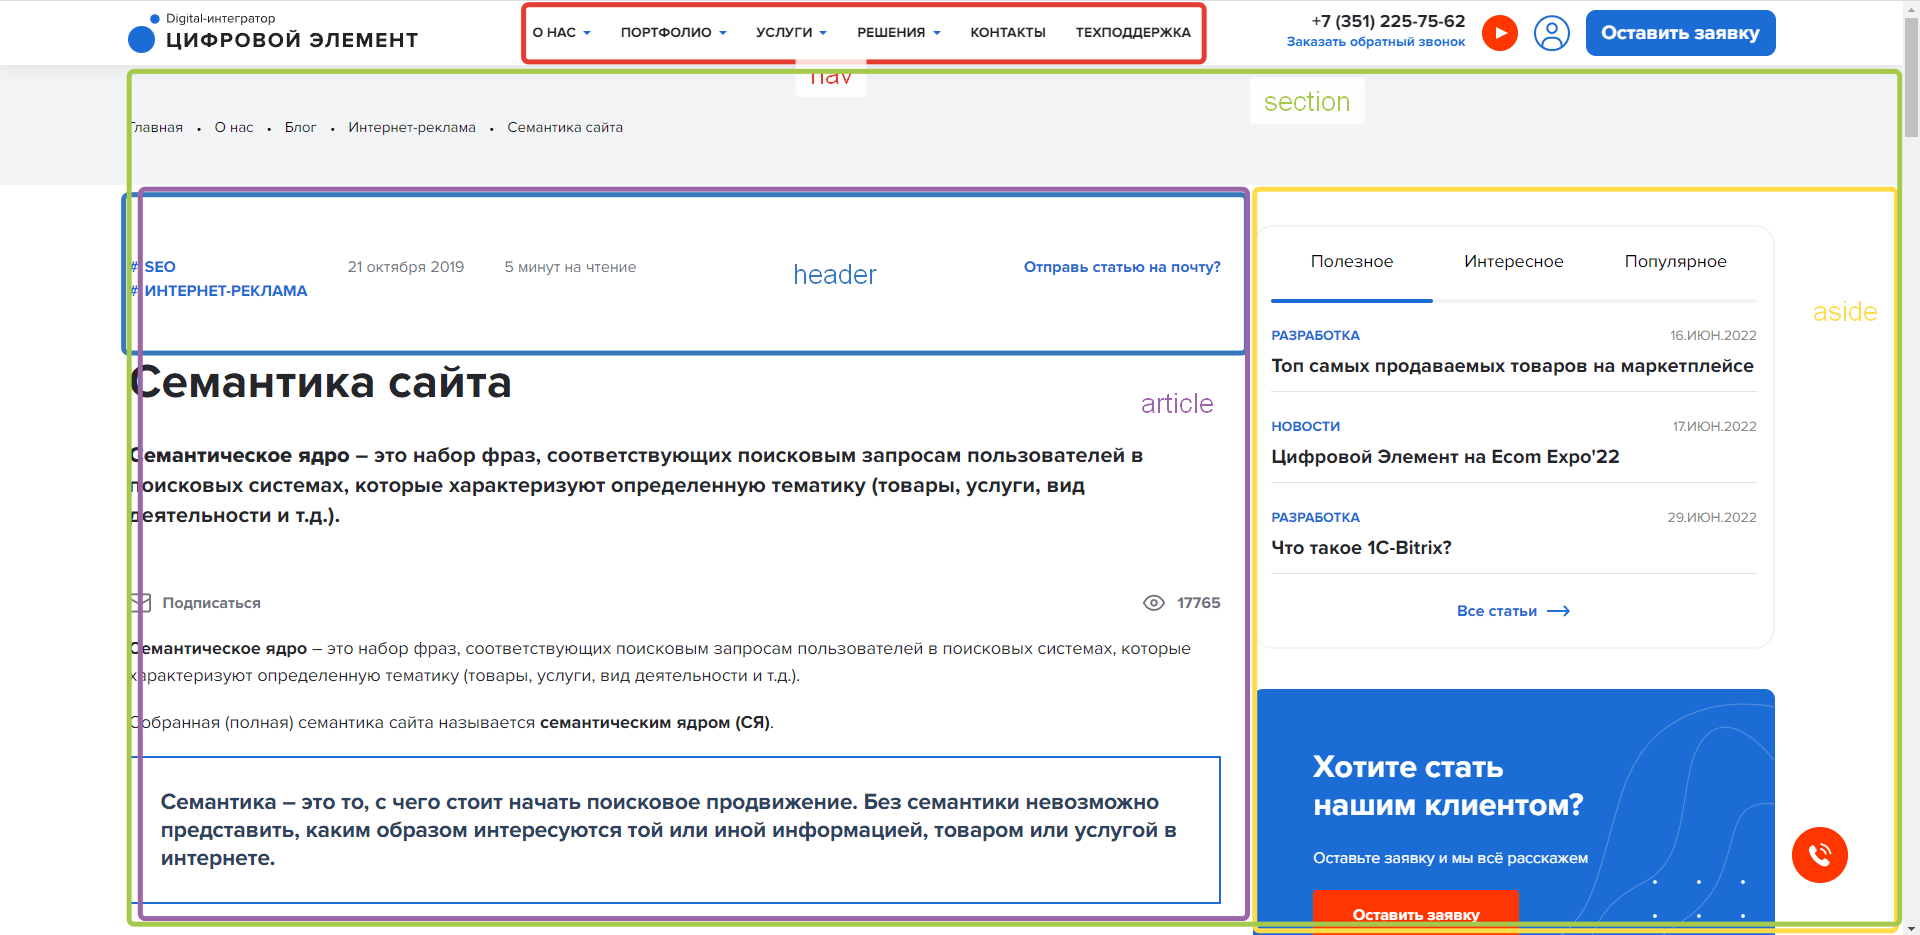 Digital-интегратор
ЦИФРОВОЙ ЭЛЕМЕНТ
О НАС
ПОРТФОЛИО
УСЛУГИ
РЕШЕНИЯ
КОНТАКТЫ
ТЕХПОДДЕРЖКА
+7 (351) 225-75-62
Заказать обратный звонок
Оставить заявку
nav
section
Главная • О нас • Блог • Интернет-реклама • Семантика сайта
# SEO
# ИНТЕРНЕТ-РЕКЛАМА
21 октября 2019
5 минут на чтение
header
Отправь статью на почту?
Семантика сайта
article
Семантическое ядро – это набор фраз, соответствующих поисковым запросам пользователей в
поисковых системах, которые характеризуют определенную тематику (товары, услуги, вид
деятельности и т.д.).
Подписаться
17765
Семантическое ядро – это набор фраз, соответствующих поисковым запросам пользователей в поисковых системах, которые
характеризуют определенную тематику (товары, услуги, вид деятельности и т.д.).
Собранная (полная) семантика сайта называется семантическим ядром (СЯ).
Семантика – это то, с чего стоит начать поисковое продвижение. Без семантики невозможно
представить, каким образом интересуются той или иной информацией, товаром или услугой в
интернете.
Полезное
Интересное
Популярное
aside
РАЗРАБОТКА
16.ИЮН.2022
Топ самых продаваемых товаров на маркетплейсе
НОВОСТИ
17.ИЮН.2022
Цифровой Элемент на Ecom Expo'22
РАЗРАБОТКА
29.ИЮН.2022
Что такое 1C-Bitrix?
Все статьи
Хотите стать
нашим клиентом?
Оставьте заявку и мы всё расскажем
Оставить заявку